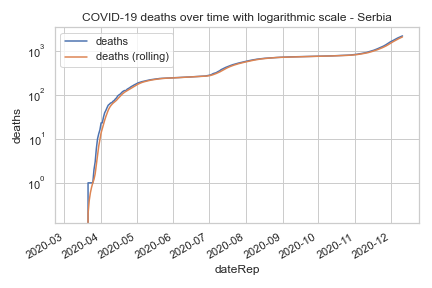 COVID-19 deaths over time with logarithmic scale - Serbia
deaths
deaths (rolling)
10³
10²
10¹
10⁰
deaths
2020-03
2020-04
2020-05
2020-06
2020-07
2020-08
2020-09
2020-10
2020-11
2020-12
dateRep